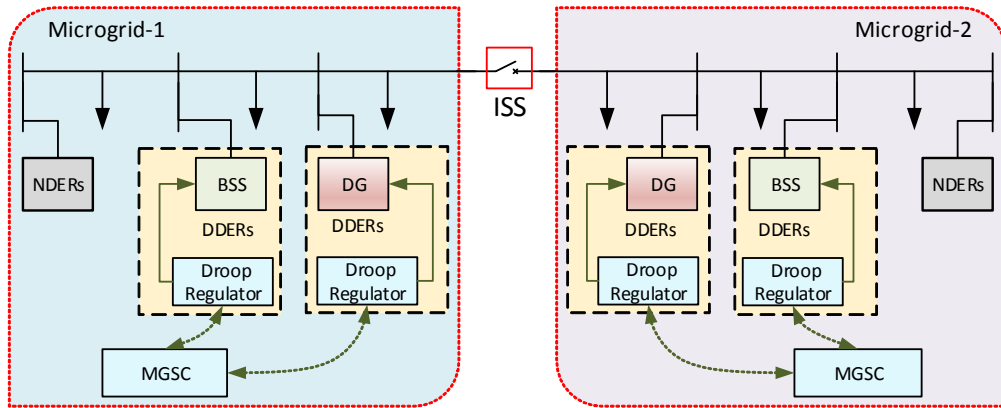 Microgrid-1
Microgrid-2
ISS
NDERs
BSS
DG
DG
BSS
NDERs
DDERs
DDERs
DDERs
DDERs
Droop
Regulator
Droop
Regulator
Droop
Regulator
Droop
Regulator
MGSC
MGSC